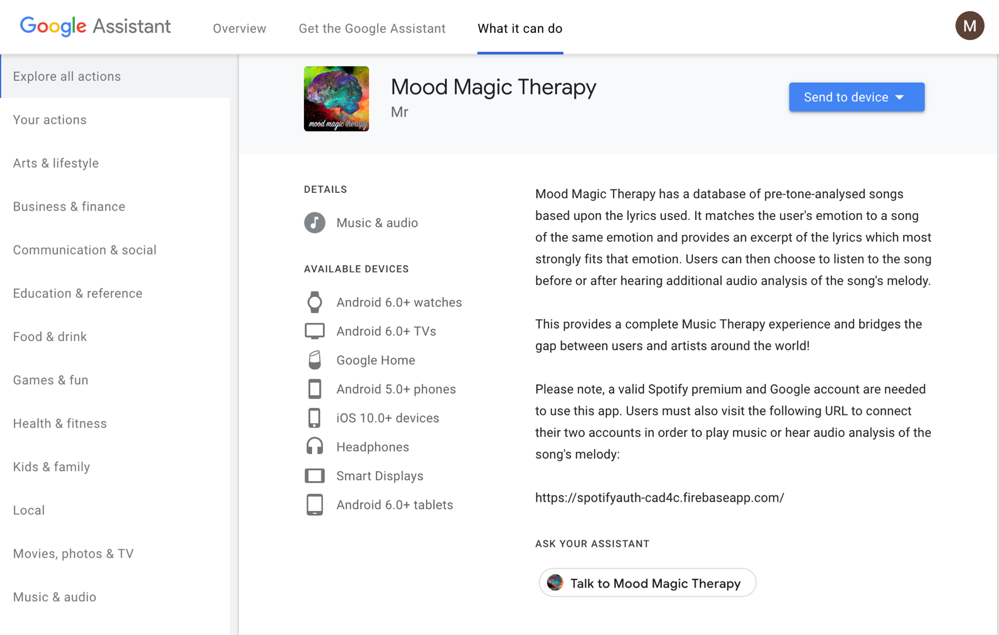 Google Assistant
Overview
Get the Google Assistant
What it can do
M
Explore all actions
Your actions
Arts & lifestyle
Business & finance
Communication & social
Education & reference
Food & drink
Games & fun
Health & fitness
Kids & family
Local
Movies, photos & TV
Music & audio
mood magic therapy
Mood Magic Therapy
Mr
Send to device
DETAILS
Music & audio
AVAILABLE DEVICES
Android 6.0+ watches
Android 6.0+ TVs
Google Home
Android 5.0+ phones
iOS 10.0+ devices
Headphones
Smart Displays
Android 6.0+ tablets
Mood Magic Therapy has a database of pre-tone-analysed songs
based upon the lyrics used. It matches the user's emotion to a song
of the same emotion and provides an excerpt of the lyrics which most
strongly fits that emotion. Users can then choose to listen to the song
before or after hearing additional audio analysis of the song's melody.
This provides a complete Music Therapy experience and bridges the
gap between users and artists around the world!
Please note, a valid Spotify premium and Google account are needed
to use this app. Users must also visit the following URL to connect
their two accounts in order to play music or hear audio analysis of the
song's melody:
https://spotifyauth-cad4c.firebaseapp.com/
ASK YOUR ASSISTANT
Talk to Mood Magic Therapy